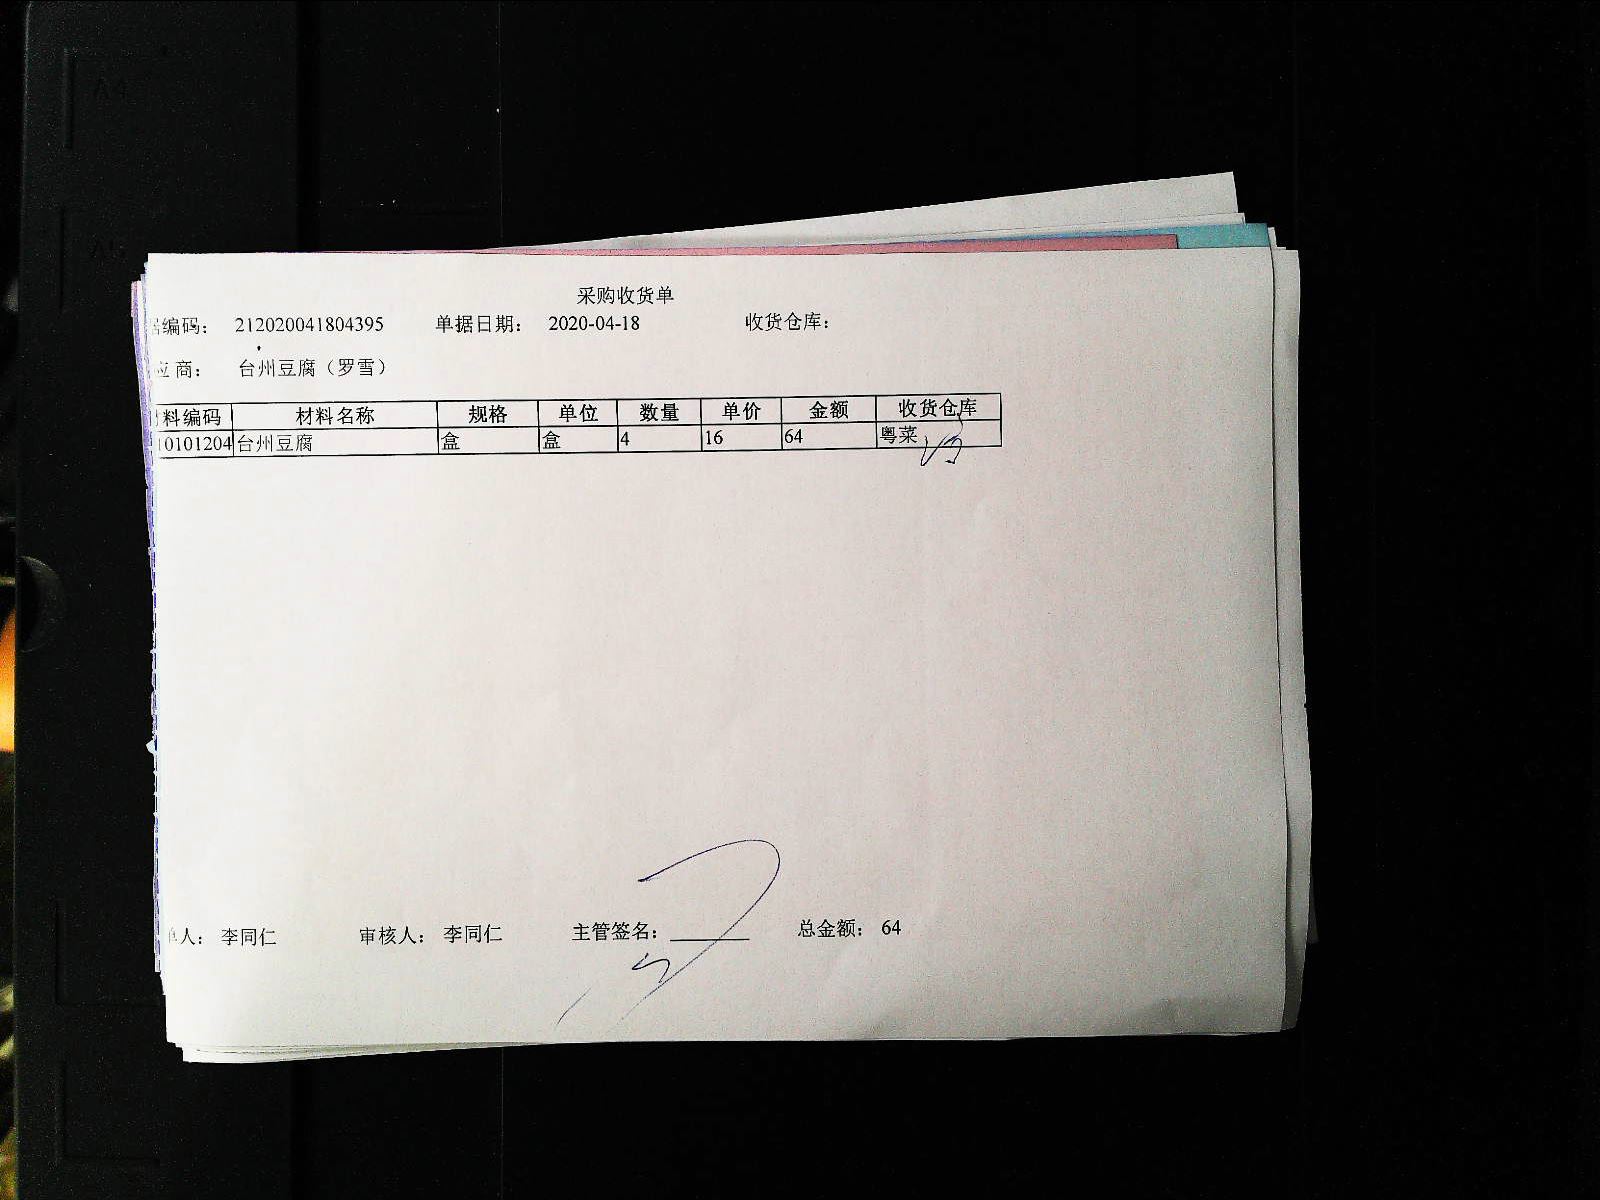 采购收货单
据编码： 212020041804395 单据日期： 2020-04-18 收货仓库：
应商： 台州豆腐（罗雪）
料编码 材料名称 规格 单位 数量 单价 金额 收货仓库
10101204 台州豆腐 盒 盒 4 16 64 粤菜
单人： 李同仁 审核人： 李同仁 主管签名： 总金额： 64